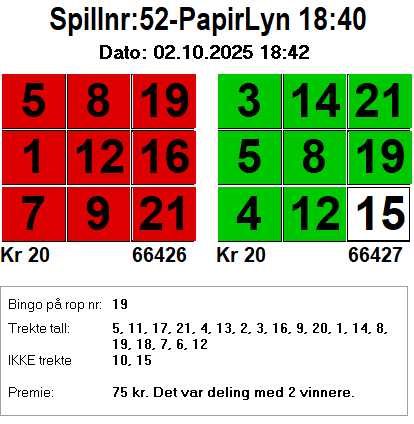 Spillnr:52-PapirLyn 18:40
Dato: 02.10.2025 18:42
5 8 19 3 14 21
1 12 16 5 8 19
7 9 21 4 12 15
Kr 20 66426 Kr 20 66427
Bingo på rop nr: 19
Trekte tall: 5, 11, 17, 21, 4, 13, 2, 3, 16, 9, 20, 1, 14, 8,
19, 18, 7, 6, 12
IKKE trekte 10, 15
Premie: 75 kr. Det var deling med 2 vinnere.